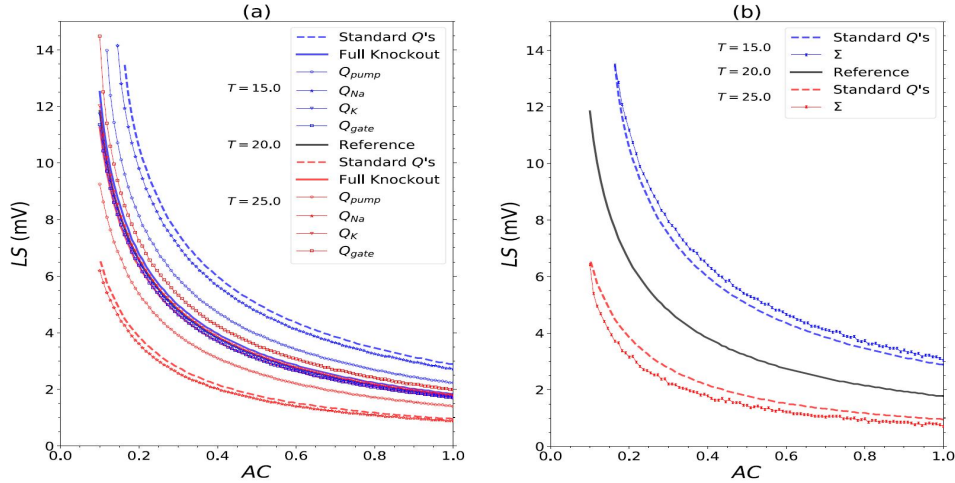 (a)
LS (mV)
14
12
10
8
6
4
2
0
0.0 0.2 0.4 0.6 0.8 1.0
AC
T = 15.0
T = 20.0
T = 25.0
Standard Q's
Full Knockout
Q_pump
Q_Na
Q_K
Q_gate
Reference
Standard Q's
Full Knockout
Q_pump
Q_Na
Q_K
Q_gate
(b)
LS (mV)
14
12
10
8
6
4
2
0
0.0 0.2 0.4 0.6 0.8 1.0
AC
T = 15.0
T = 20.0
T = 25.0
Standard Q's
Σ
Reference
Standard Q's
Σ